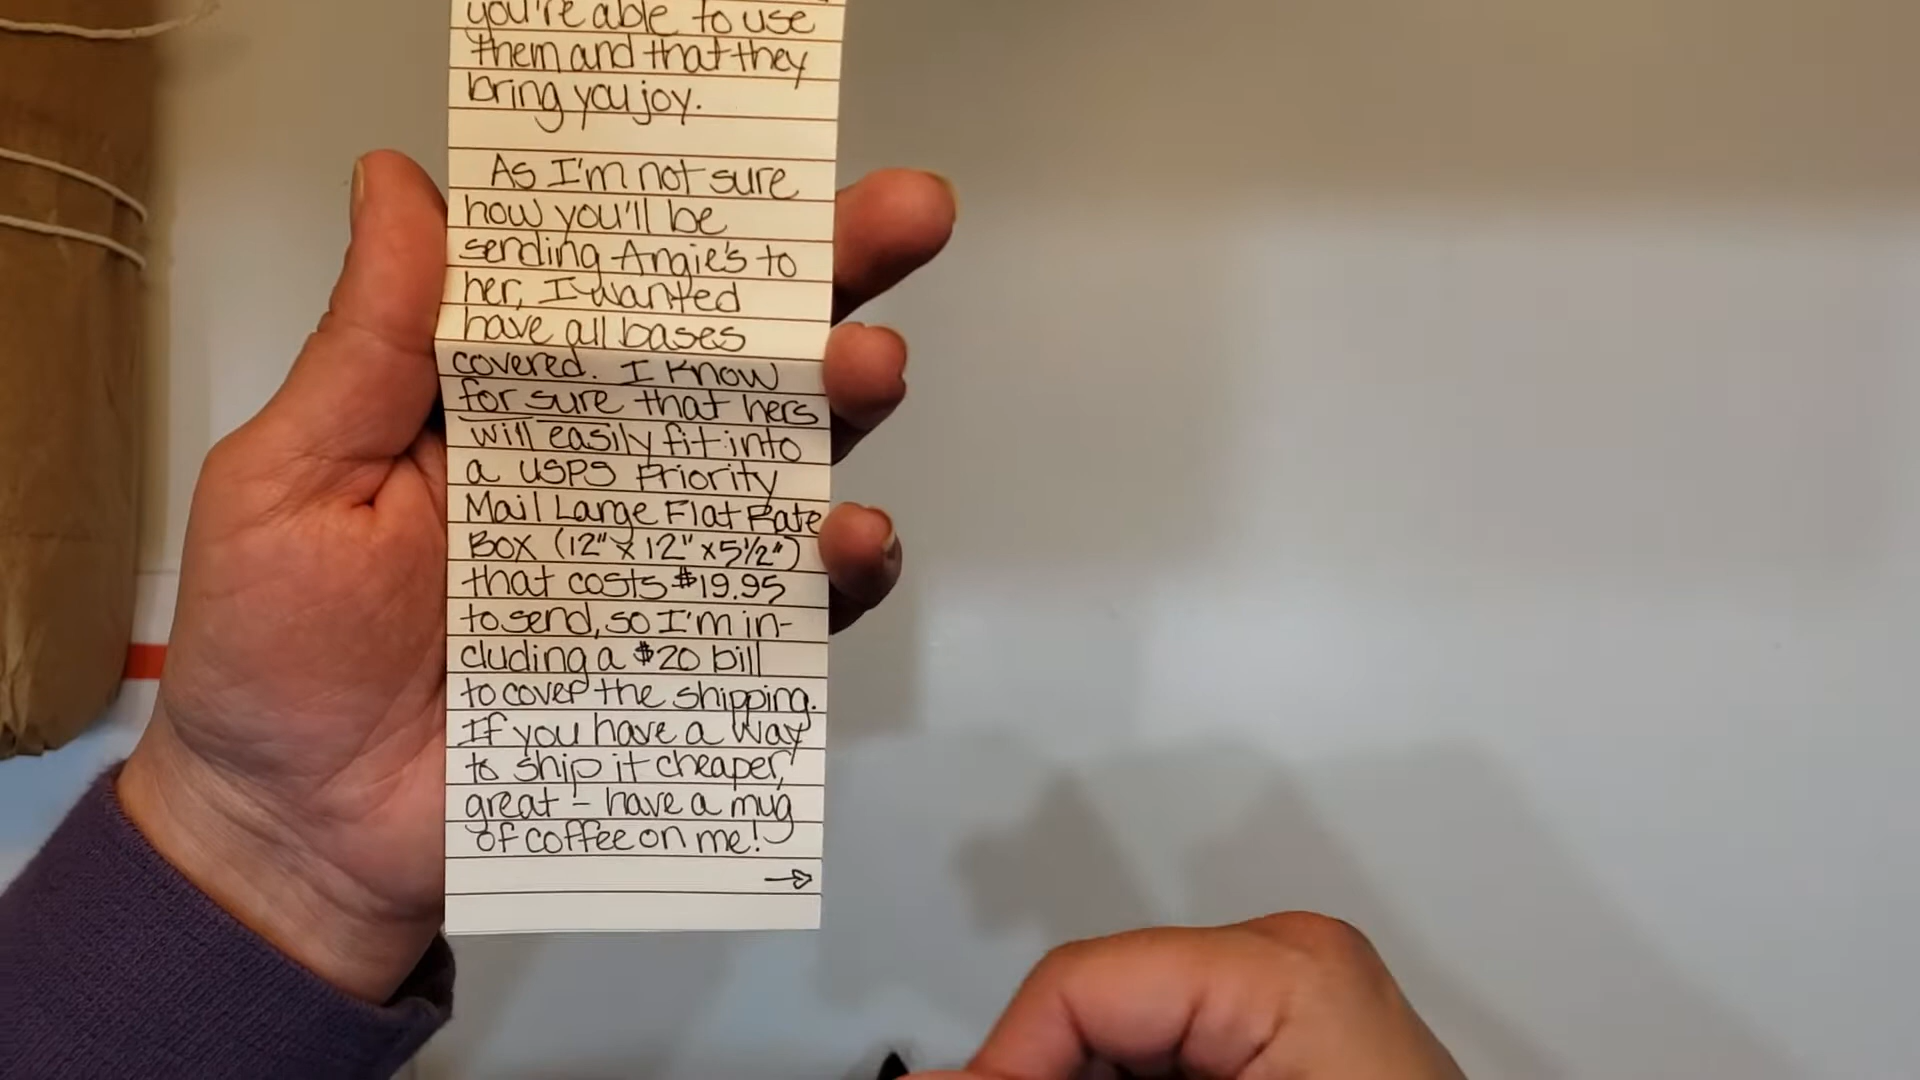 you're able to use
them and that they
bring you joy.
As I'm not sure
how you'll be
sending Angie's to
her, I wanted
have all bases
covered. I know
for sure that hers
will easily fit into
a USPS Priority
Mail Large Flat Rate
Box (12" x 12" x 5½")
that costs $19.95
to send, so I'm in-
cluding a $20 bill
to cover the shipping.
If you have a way
to ship it cheaper,
great - have a mug
of coffee on me!
→